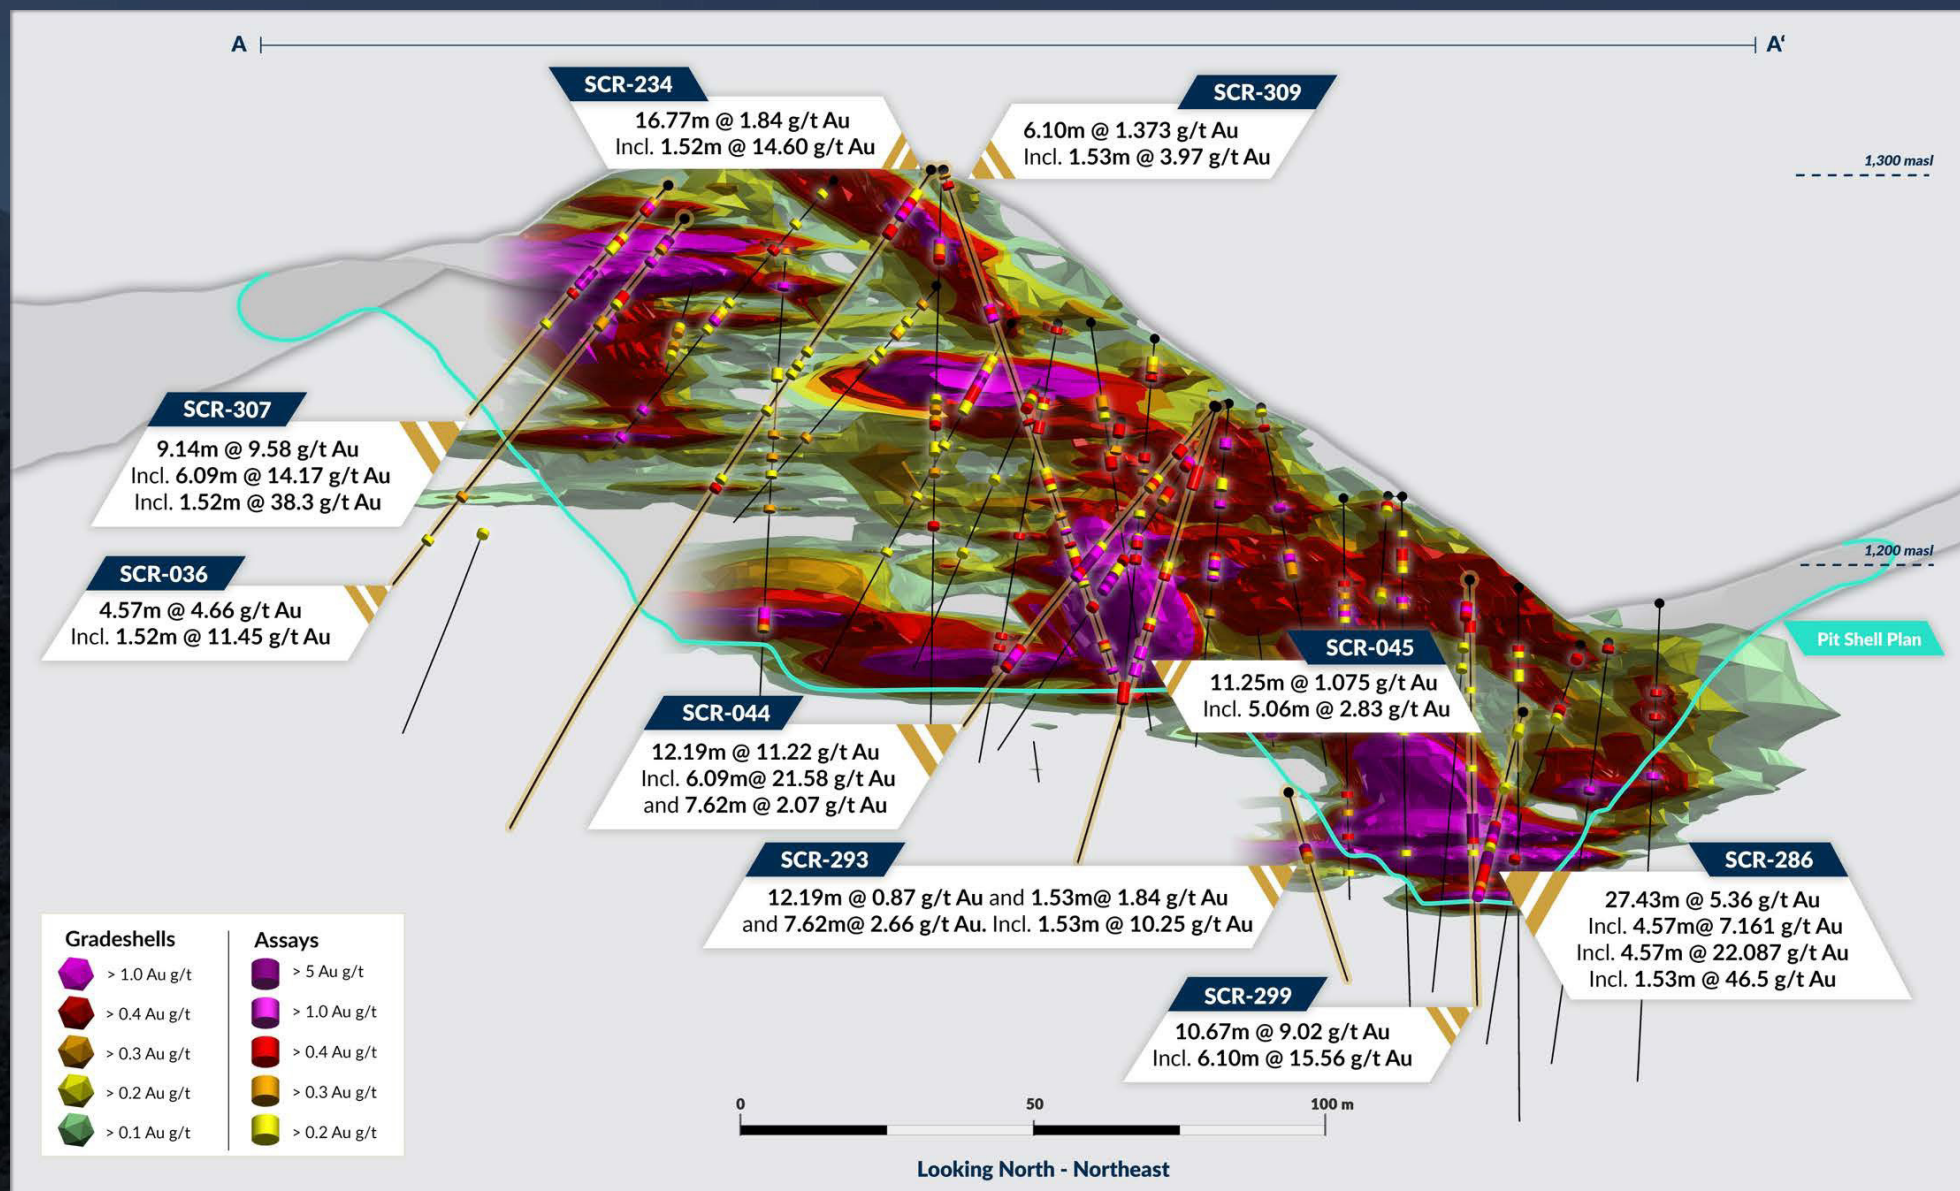 A
A'
SCR-234
16.77m @ 1.84 g/t Au
Incl. 1.52m @ 14.60 g/t Au
SCR-309
6.10m @ 1.373 g/t Au
Incl. 1.53m @ 3.97 g/t Au
1,300 masl
SCR-307
9.14m @ 9.58 g/t Au
Incl. 6.09m @ 14.17 g/t Au
Incl. 1.52m @ 38.3 g/t Au
SCR-036
4.57m @ 4.66 g/t Au
Incl. 1.52m @ 11.45 g/t Au
1,200 masl
Pit Shell Plan
SCR-045
11.25m @ 1.075 g/t Au
Incl. 5.06m @ 2.83 g/t Au
SCR-044
12.19m @ 11.22 g/t Au
Incl. 6.09m@ 21.58 g/t Au
and 7.62m @ 2.07 g/t Au
SCR-293
12.19m @ 0.87 g/t Au and 1.53m@ 1.84 g/t Au
and 7.62m@ 2.66 g/t Au. Incl. 1.53m @ 10.25 g/t Au
SCR-286
27.43m @ 5.36 g/t Au
Incl. 4.57m@ 7.161 g/t Au
Incl. 4.57m @ 22.087 g/t Au
Incl. 1.53m @ 46.5 g/t Au
SCR-299
10.67m @ 9.02 g/t Au
Incl. 6.10m @ 15.56 g/t Au
Gradeshells
> 1.0 Au g/t
> 0.4 Au g/t
> 0.3 Au g/t
> 0.2 Au g/t
> 0.1 Au g/t
Assays
> 5 Au g/t
> 1.0 Au g/t
> 0.4 Au g/t
> 0.3 Au g/t
> 0.2 Au g/t
0 50 100 m
Looking North - Northeast